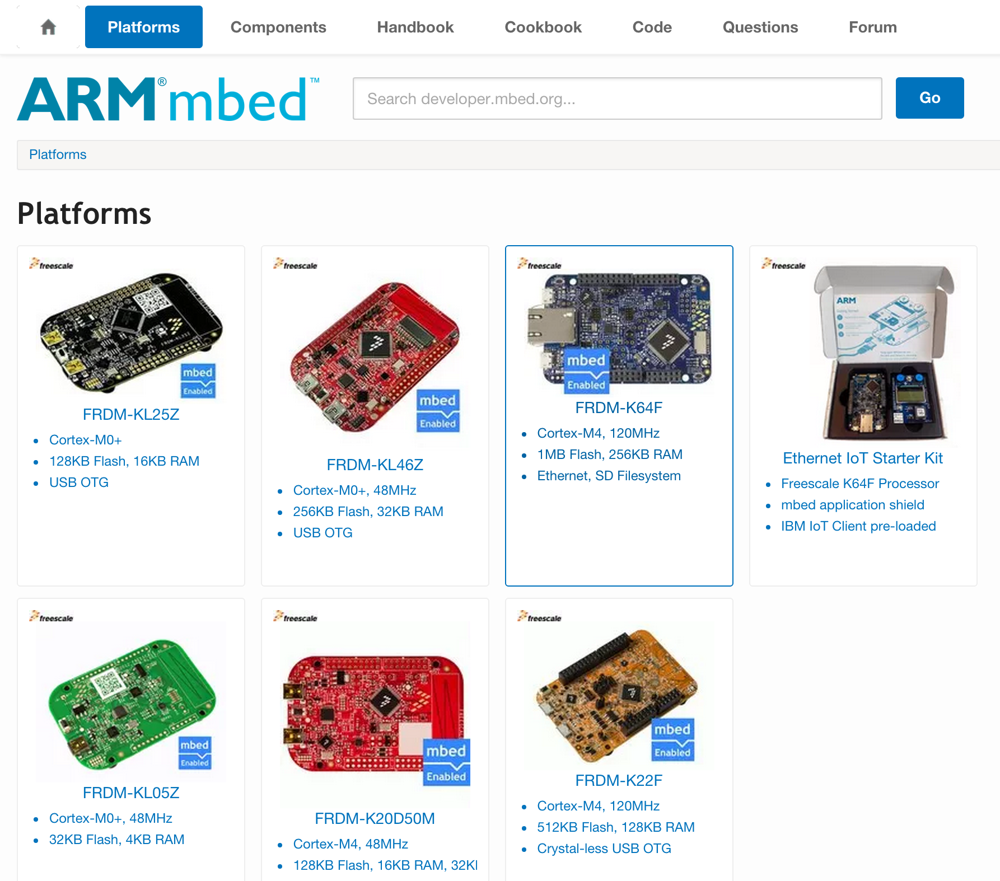 Platforms
Components
Handbook
Cookbook
Code
Questions
Forum
ARM®mbed™
Search developer.mbed.org...
Go
Platforms
Platforms
freescale
mbed
Enabled
FRDM-KL25Z
Cortex-M0+
128KB Flash, 16KB RAM
USB OTG
freescale
mbed
Enabled
FRDM-KL46Z
Cortex-M0+, 48MHz
256KB Flash, 32KB RAM
USB OTG
freescale
mbed
Enabled
FRDM-K64F
Cortex-M4, 120MHz
1MB Flash, 256KB RAM
Ethernet, SD Filesystem
freescale
ARM
Ethernet IoT Starter Kit
Freescale K64F Processor
mbed application shield
IBM IoT Client pre-loaded
freescale
mbed
Enabled
FRDM-KL05Z
Cortex-M0+, 48MHz
32KB Flash, 4KB RAM
freescale
mbed
Enabled
FRDM-K20D50M
Cortex-M4, 48MHz
128KB Flash, 16KB RAM, 32K
freescale
mbed
Enabled
FRDM-K22F
Cortex-M4, 120MHz
512KB Flash, 128KB RAM
Crystal-less USB OTG